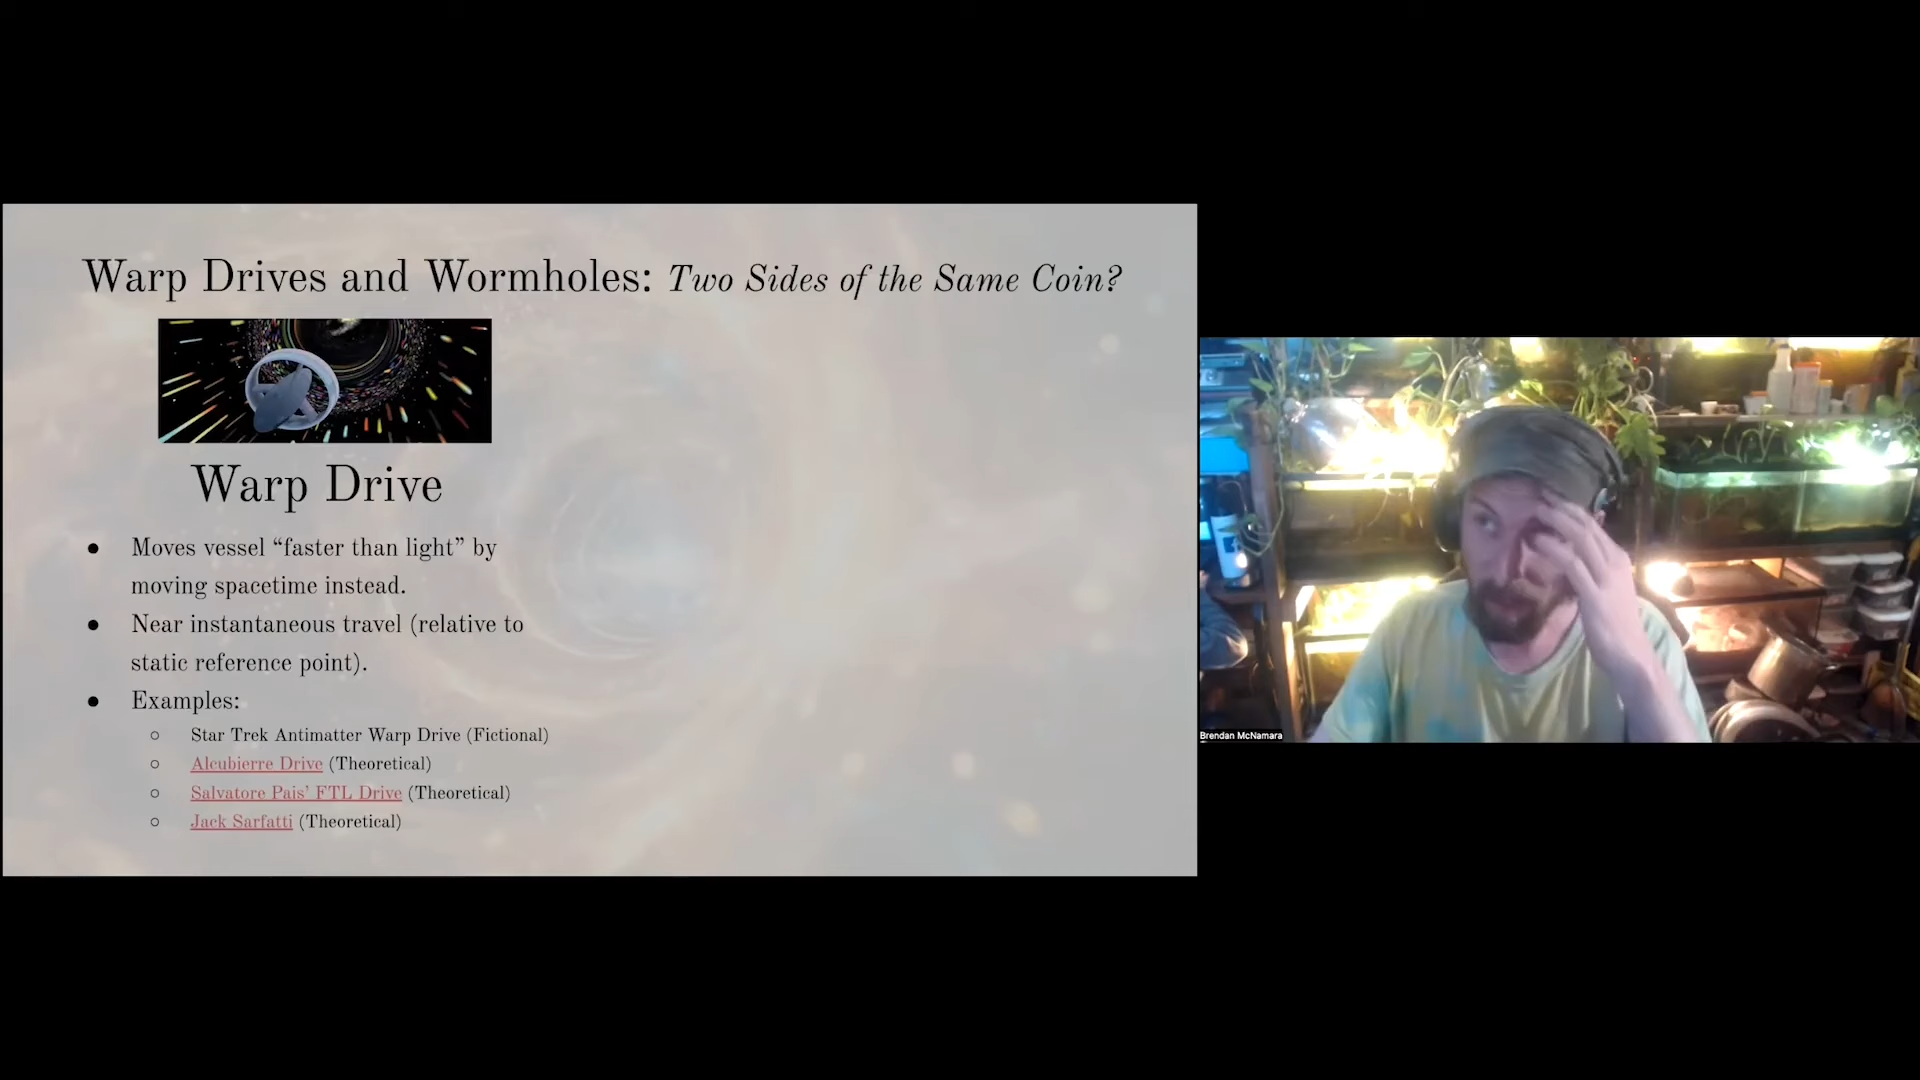 Warp Drives and Wormholes: Two Sides of the Same Coin?
Warp Drive
● Moves vessel “faster than light” by
moving spacetime instead.
● Near instantaneous travel (relative to
static reference point).
● Examples:
○ Star Trek Antimatter Warp Drive (Fictional)
○ Alcubierre Drive (Theoretical)
○ Salvatore Pais’ FTL Drive (Theoretical)
○ Jack Sarfatti (Theoretical)
Brendan McNamara